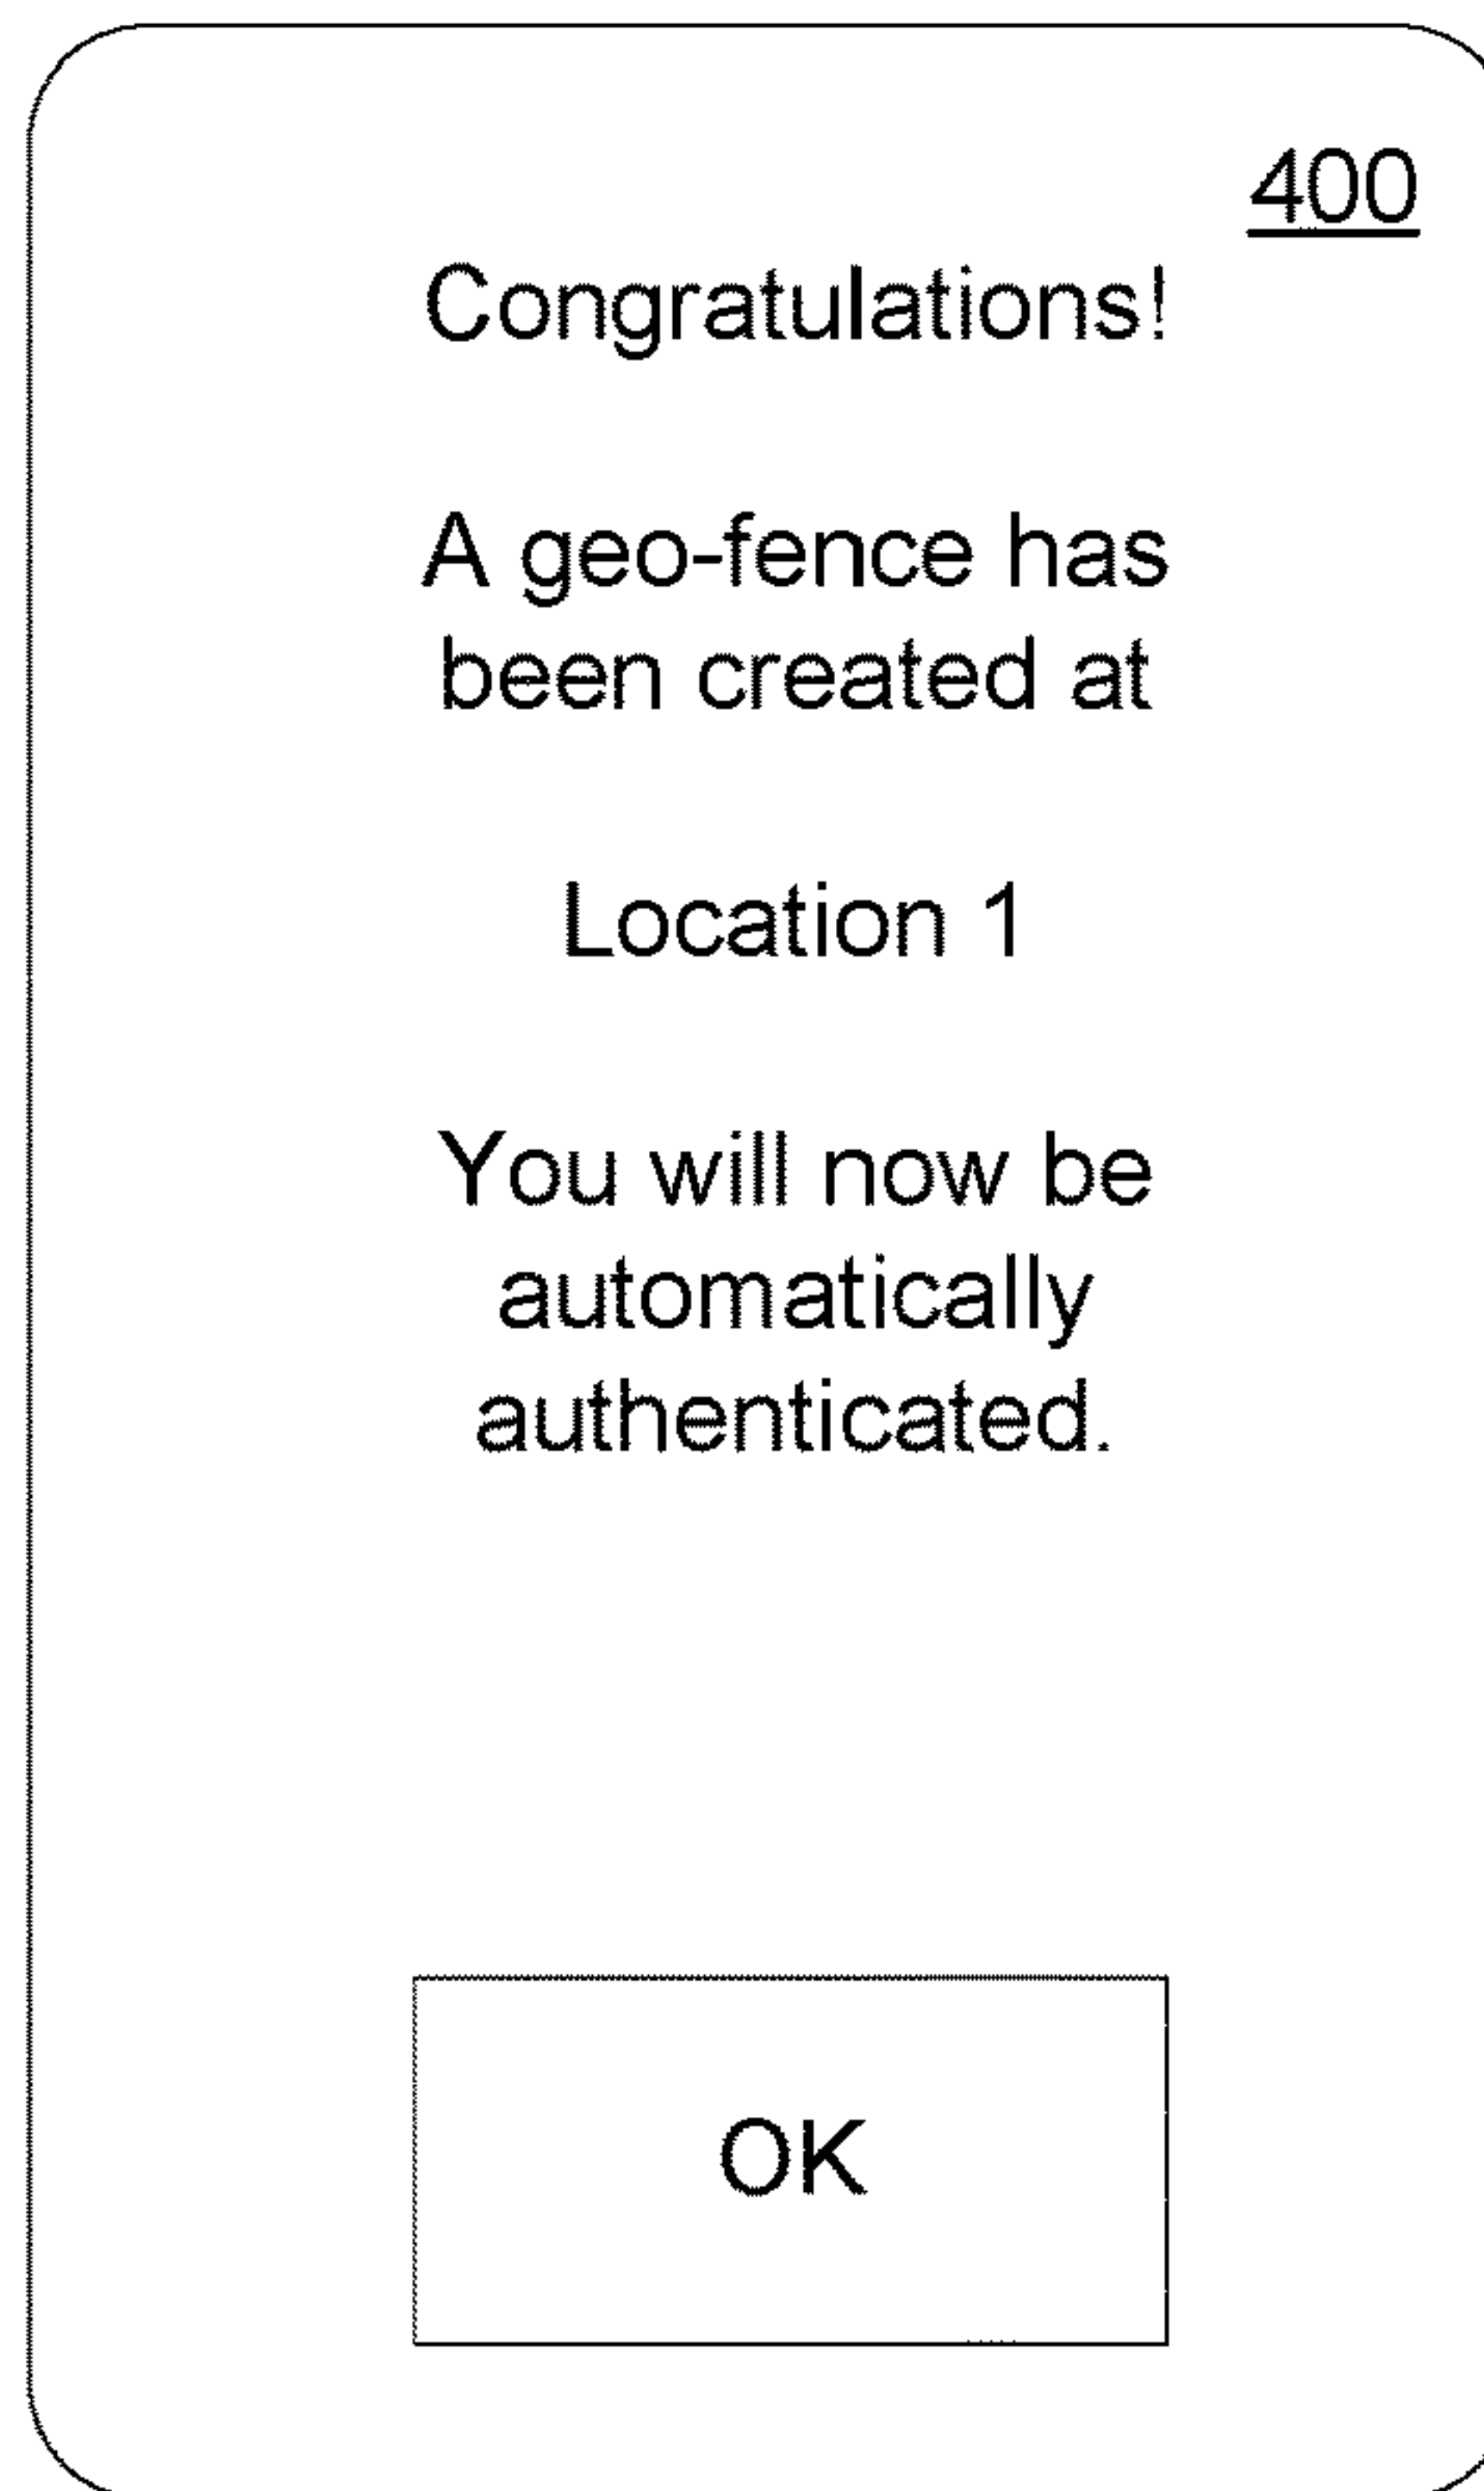 400
Congratulations!
A geo-fence has
been created at
Location 1
You will now be
automatically
authenticated.
OK